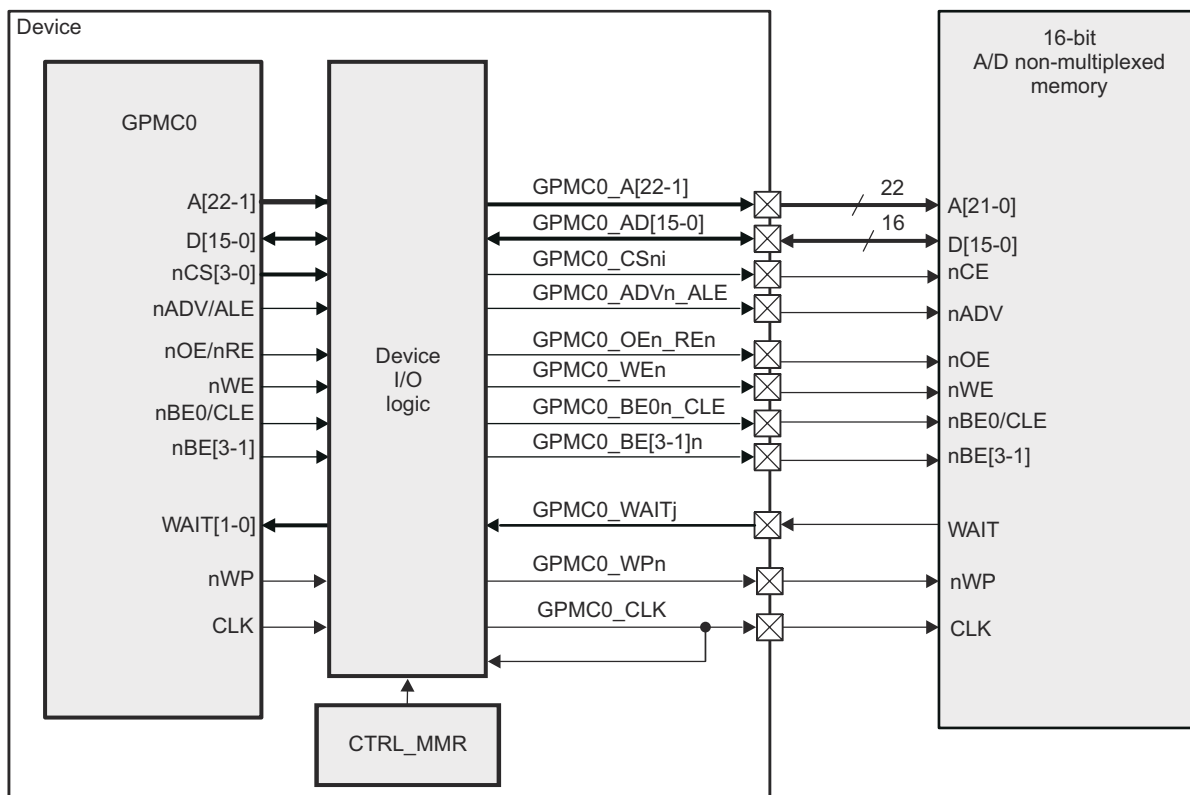 Device
16-bit
A/D non-multiplexed
memory
GPMC0
A[22-1]
GPMC0_A[22-1]
22
A[21-0]
D[15-0]
GPMC0_AD[15-0]
16
D[15-0]
nCS[3-0]
GPMC0_CSni
nCE
nADV/ALE
GPMC0_ADVn_ALE
nADV
nOE/nRE
GPMC0_OEn_REn
nOE
Device
I/O
logic
nWE
GPMC0_WEn
nWE
nBE0/CLE
GPMC0_BE0n_CLE
nBE0/CLE
nBE[3-1]
GPMC0_BE[3-1]n
nBE[3-1]
WAIT[1-0]
GPMC0_WAITj
WAIT
nWP
GPMC0_WPn
nWP
CLK
GPMC0_CLK
CLK
CTRL_MMR